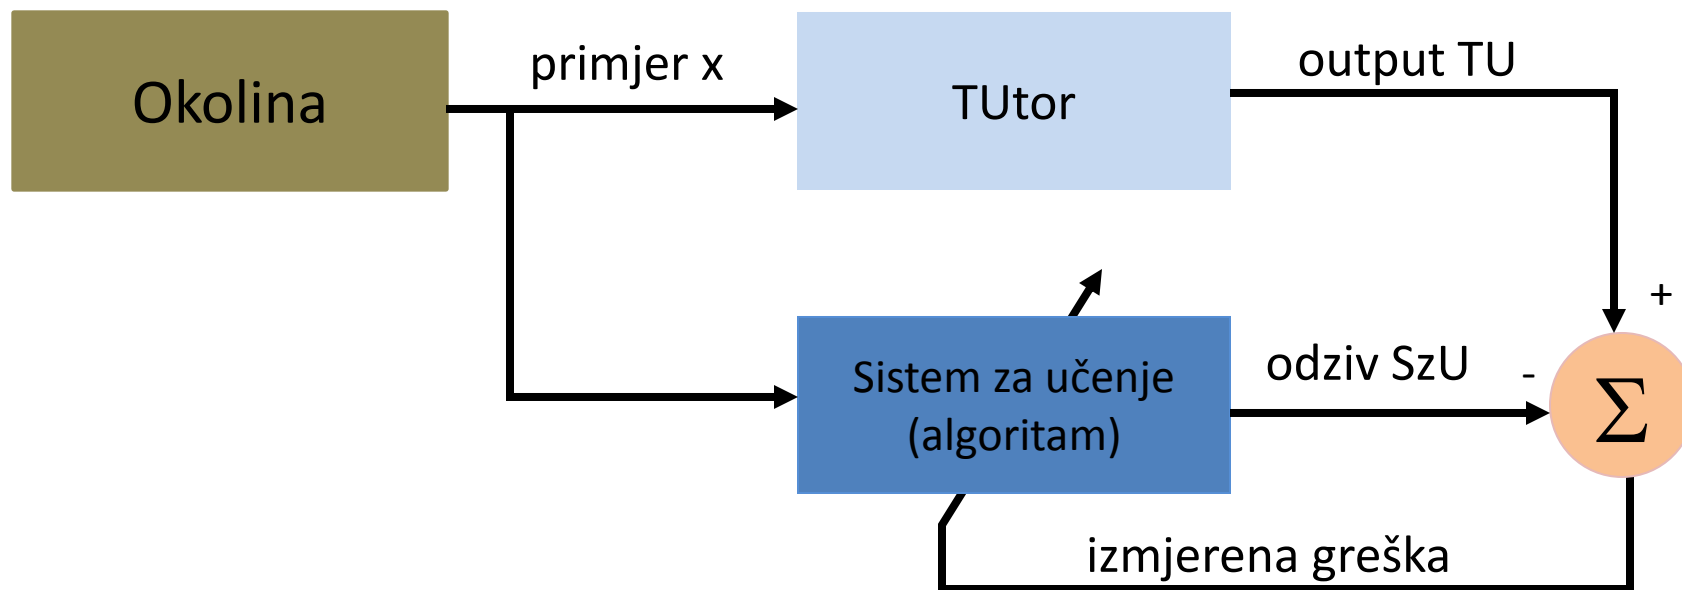 Okolina
primjer x
TUtor
output TU
+
Sistem za učenje
(algoritam)
odziv SzU
-
Σ
izmjerena greška